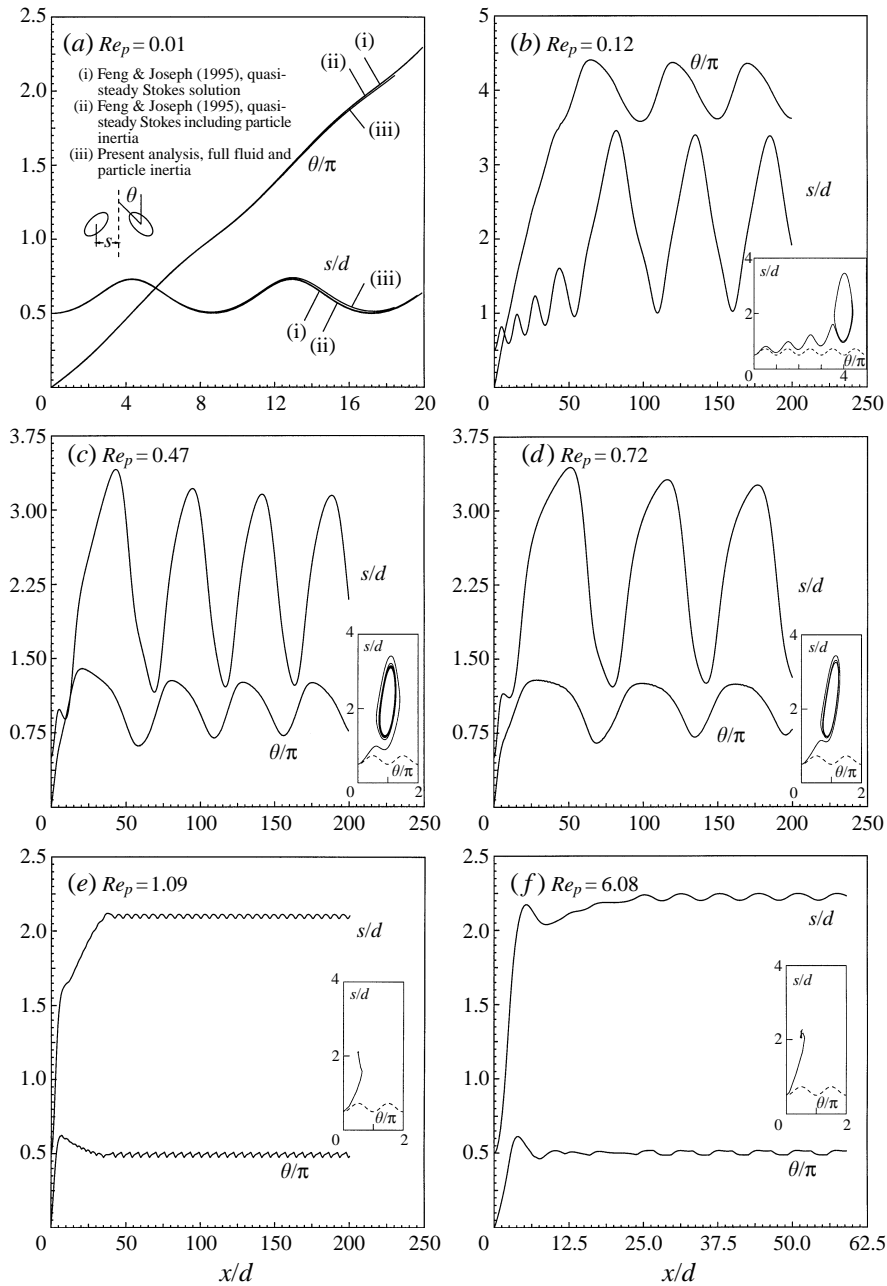 2.5
2.0
1.5
1.0
0.5
0
(a) Re_p = 0.01
(i) Feng & Joseph (1995), quasi-
steady Stokes solution
(ii) Feng & Joseph (1995), quasi-
steady Stokes including particle
inertia
(iii) Present analysis, full fluid and
particle inertia
θ
s
(i)
(ii)
(iii)
θ/π
s/d
(iii)
(i)
(ii)
0 4 8 12 16 20
5
4
3
2
1
0
(b) Re_p = 0.12
θ/π
s/d
4
2
0
s/d
θ/π
4
0 50 100 150 200 250
3.75
3.00
2.25
1.50
0.75
0
(c) Re_p = 0.47
s/d
θ/π
4
2
0
s/d
θ/π
2
0 50 100 150 200 250
3.75
3.00
2.25
1.50
0.75
0
(d) Re_p = 0.72
s/d
θ/π
4
2
0
s/d
θ/π
2
0 50 100 150 200 250
2.5
2.0
1.5
1.0
0.5
0
(e) Re_p = 1.09
s/d
θ/π
4
2
0
s/d
θ/π
2
0 50 100 150 200 250
x/d
2.5
2.0
1.5
1.0
0.5
0
(f) Re_p = 6.08
s/d
θ/π
4
2
0
s/d
θ/π
2
0 12.5 25.0 37.5 50.0 62.5
x/d